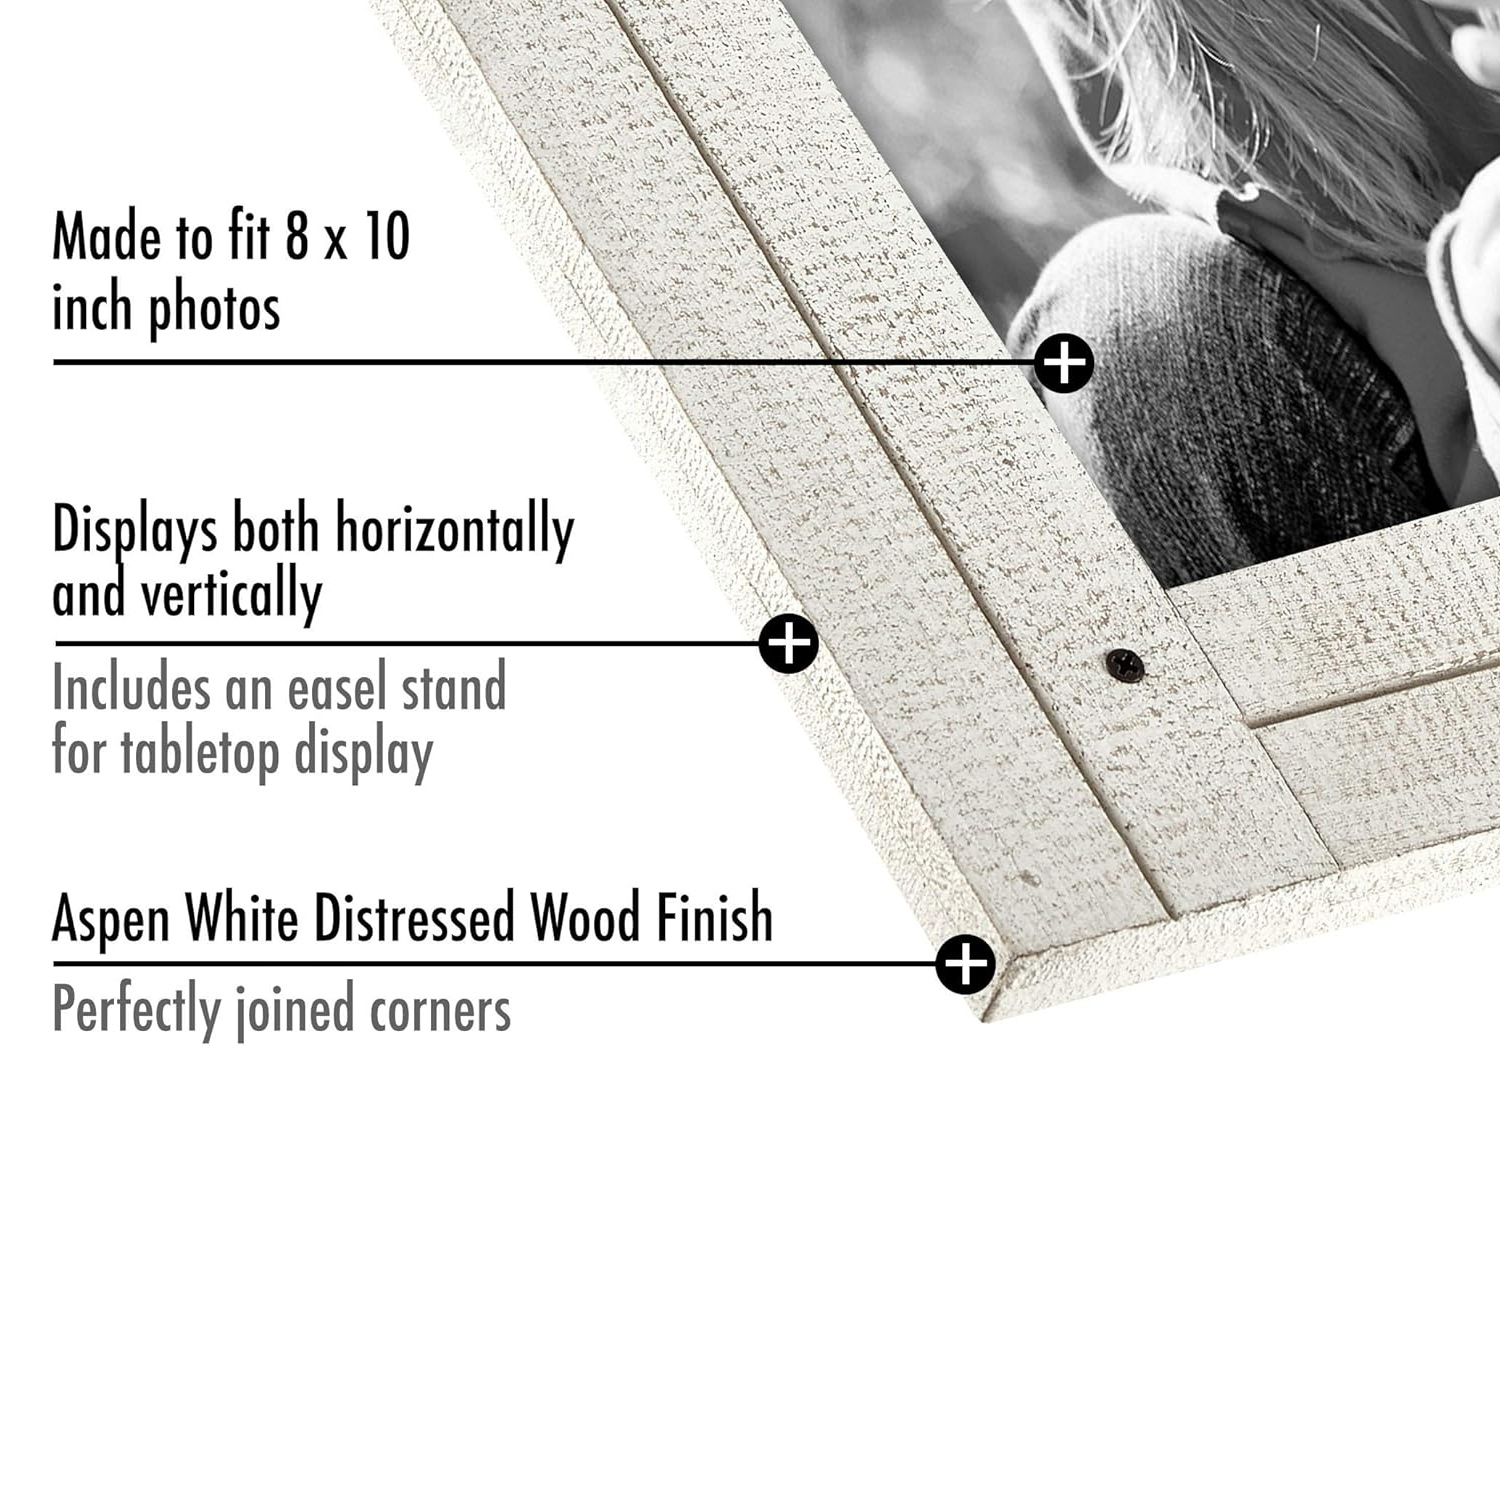 Made to fit 8 x 10
inch photos
Displays both horizontally
and vertically
Includes an easel stand
for tabletop display
Aspen White Distressed Wood Finish
Perfectly joined corners